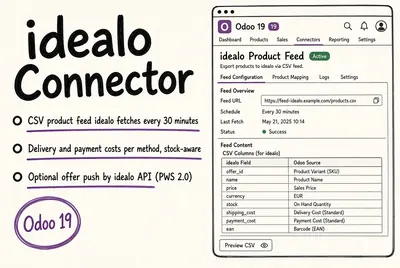 idealo
Connector
CSV product feed idealo fetches every 30 minutes
Delivery and payment costs per method, stock-aware
Optional offer push by idealo API (PWS 2.0)
Odoo 19
Odoo 19 19
Dashboard Products Sales Connectors Reporting Settings
idealo Product Feed Active
Export products to idealo via CSV feed.
Feed Configuration Product Mapping Logs Settings
Feed Overview
Feed URL https://feed-idealo.example.com/products.csv
Schedule Every 30 minutes
Last Fetch May 21, 2025 10:14
Status Success
Feed Content
CSV Columns (for idealo)
idealo Field Odoo Source
offer_id Product Variant (SKU)
name Product Name
price Sales Price
currency EUR
stock On Hand Quantity
shipping_cost Delivery Cost (Standard)
payment_cost Payment Cost (Standard)
ean Barcode (EAN)
Preview CSV